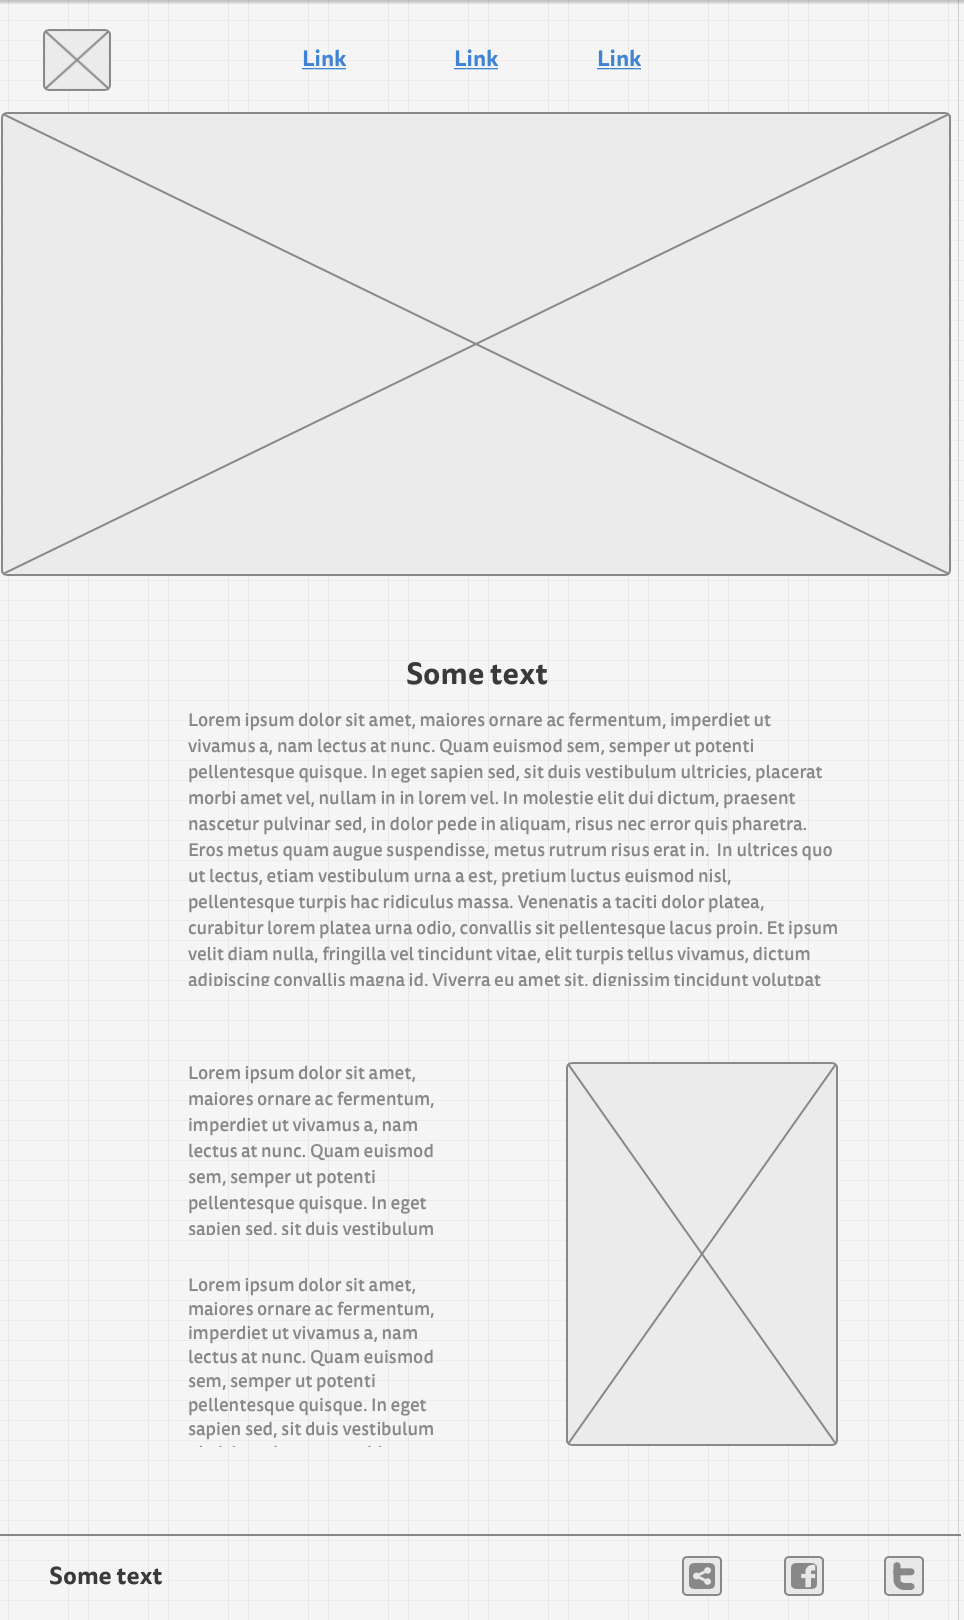 Link Link Link
Some text
Lorem ipsum dolor sit amet, maiores ornare ac fermentum, imperdiet ut
vivamus a, nam lectus at nunc. Quam euismod sem, semper ut potenti
pellentesque quisque. In eget sapien sed, sit duis vestibulum ultricies, placerat
morbi amet vel, nullam in in lorem vel. In molestie elit dui dictum, praesent
nascetur pulvinar sed, in dolor pede in aliquam, risus nec error quis pharetra.
Eros metus quam augue suspendisse, metus rutrum risus erat in.  In ultrices quo
ut lectus, etiam vestibulum urna a est, pretium luctus euismod nisl,
pellentesque turpis hac ridiculus massa. Venenatis a taciti dolor platea,
curabitur lorem platea urna odio, convallis sit pellentesque lacus proin. Et ipsum
velit diam nulla, fringilla vel tincidunt vitae, elit turpis tellus vivamus, dictum
adipiscing convallis magna id. Viverra eu amet sit, dignissim tincidunt volutpat
Lorem ipsum dolor sit amet,
maiores ornare ac fermentum,
imperdiet ut vivamus a, nam
lectus at nunc. Quam euismod
sem, semper ut potenti
pellentesque quisque. In eget
sapien sed, sit duis vestibulum
Lorem ipsum dolor sit amet,
maiores ornare ac fermentum,
imperdiet ut vivamus a, nam
lectus at nunc. Quam euismod
sem, semper ut potenti
pellentesque quisque. In eget
sapien sed, sit duis vestibulum
Some text